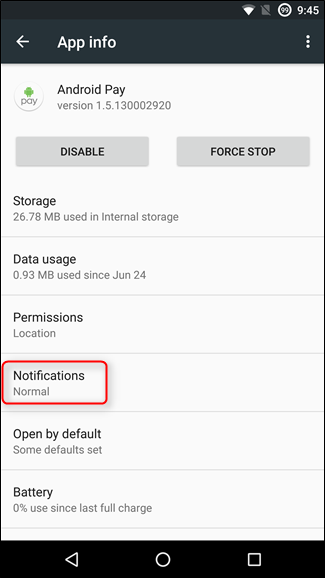 99 9:45
App info
pay
Android Pay
version 1.5.130002920
DISABLE FORCE STOP
Storage
26.78 MB used in Internal storage
Data usage
0.93 MB used since Jun 24
Permissions
Location
Notifications
Normal
Open by default
Some defaults set
Battery
0% use since last full charge